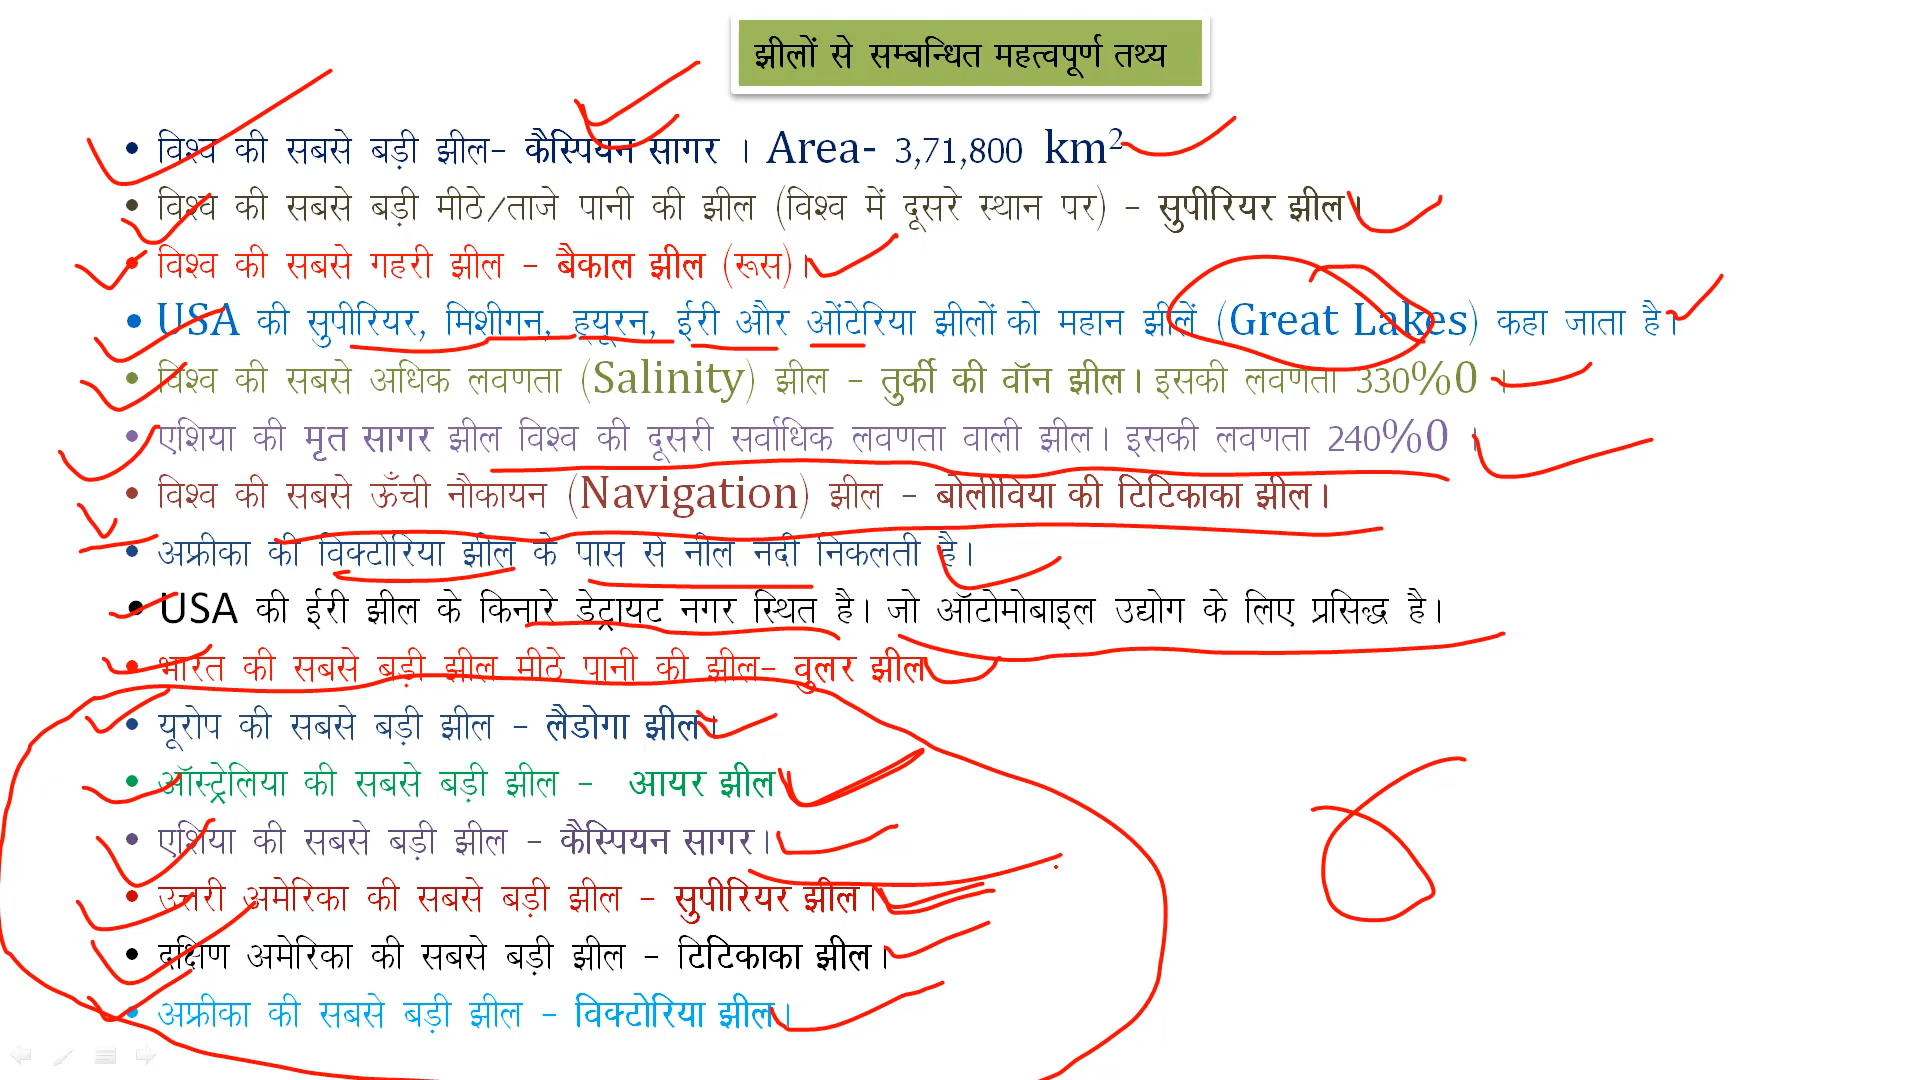 झीलों से सम्बन्धित महत्वपूर्ण तथ्य
• विश्व की सबसे बड़ी झील- कैस्पियन सागर । Area- 3,71,800 km²
• विश्व की सबसे बड़ी मीठे/ताजे पानी की झील (विश्व में दूसरे स्थान पर) - सुपीरियर झील।
• विश्व की सबसे गहरी झील - बैकाल झील (रूस)।
• USA की सुपीरियर, मिशीगन, ह्यूरन, ईरी और ओंटेरिया झीलों को महान झीलें (Great Lakes) कहा जाता है।
• विश्व की सबसे अधिक लवणता (Salinity) झील - तुर्की की वॉन झील। इसकी लवणता 330%0 ।
• एशिया की मृत सागर झील विश्व की दूसरी सर्वाधिक लवणता वाली झील। इसकी लवणता 240%0 ।
• विश्व की सबसे ऊँची नौकायन (Navigation) झील - बोलीविया की टिटिकाका झील।
• अफ्रीका की विक्टोरिया झील के पास से नील नदी निकलती है।
• USA की ईरी झील के किनारे डेट्रायट नगर स्थित है। जो ऑटोमोबाइल उद्योग के लिए प्रसिद्ध है।
• भारत की सबसे बड़ी झील मीठे पानी की झील- वुलर झील
• यूरोप की सबसे बड़ी झील - लैडोगा झील।
• ऑस्ट्रेलिया की सबसे बड़ी झील - आयर झील
• एशिया की सबसे बड़ी झील - कैस्पियन सागर।
• उत्तरी अमेरिका की सबसे बड़ी झील - सुपीरियर झील।
• दक्षिण अमेरिका की सबसे बड़ी झील - टिटिकाका झील।
• अफ्रीका की सबसे बड़ी झील - विक्टोरिया झील।